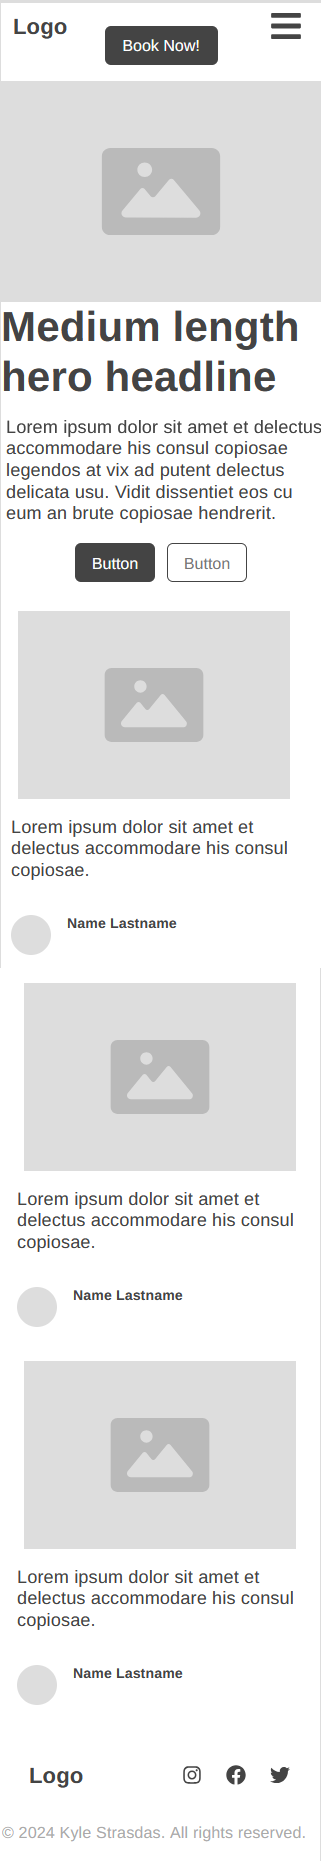 Logo
Book Now!
Medium length
hero headline
Lorem ipsum dolor sit amet et delectus
accommodare his consul copiosae
legendos at vix ad putent delectus
delicata usu. Vidit dissentiet eos cu
eum an brute copiosae hendrerit.
Button
Button
Lorem ipsum dolor sit amet et
delectus accommodare his consul
copiosae.
Name Lastname
Lorem ipsum dolor sit amet et
delectus accommodare his consul
copiosae.
Name Lastname
Lorem ipsum dolor sit amet et
delectus accommodare his consul
copiosae.
Name Lastname
Logo
© 2024 Kyle Strasdas. All rights reserved.